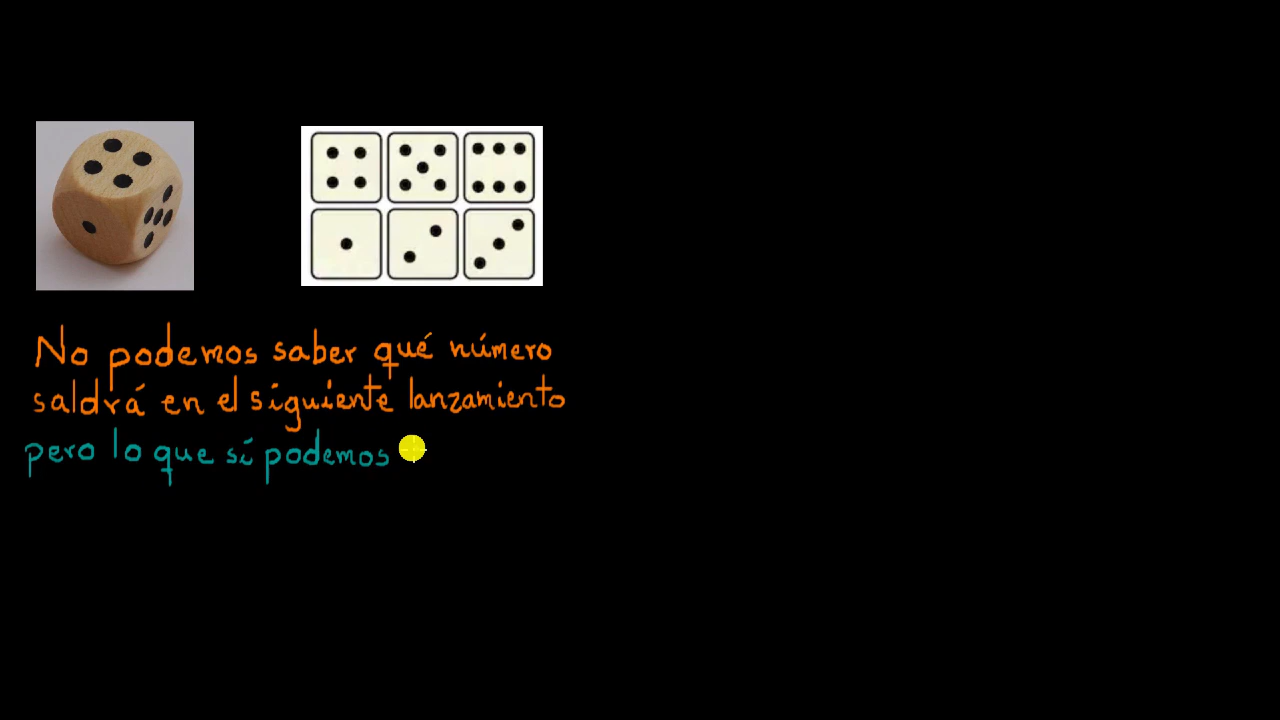 No podemos saber qué número
saldrá en el siguiente lanzamiento
pero lo que sí podemos